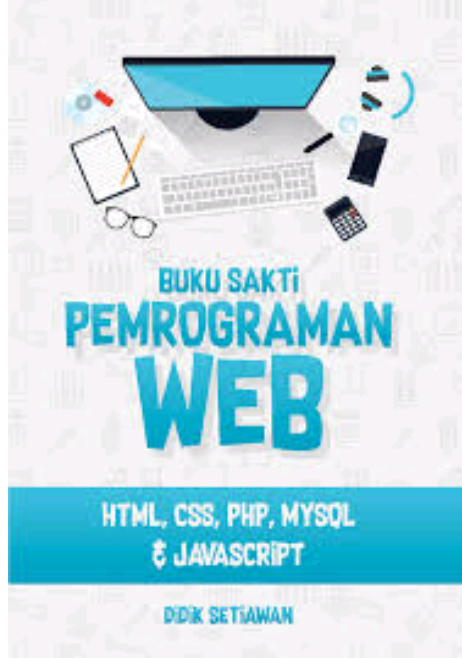 BUKU SAKTI
PEMROGRAMAN
WEB
HTML, CSS, PHP, MYSQL
& JAVASCRIPT
DIDIK SETIAWAN